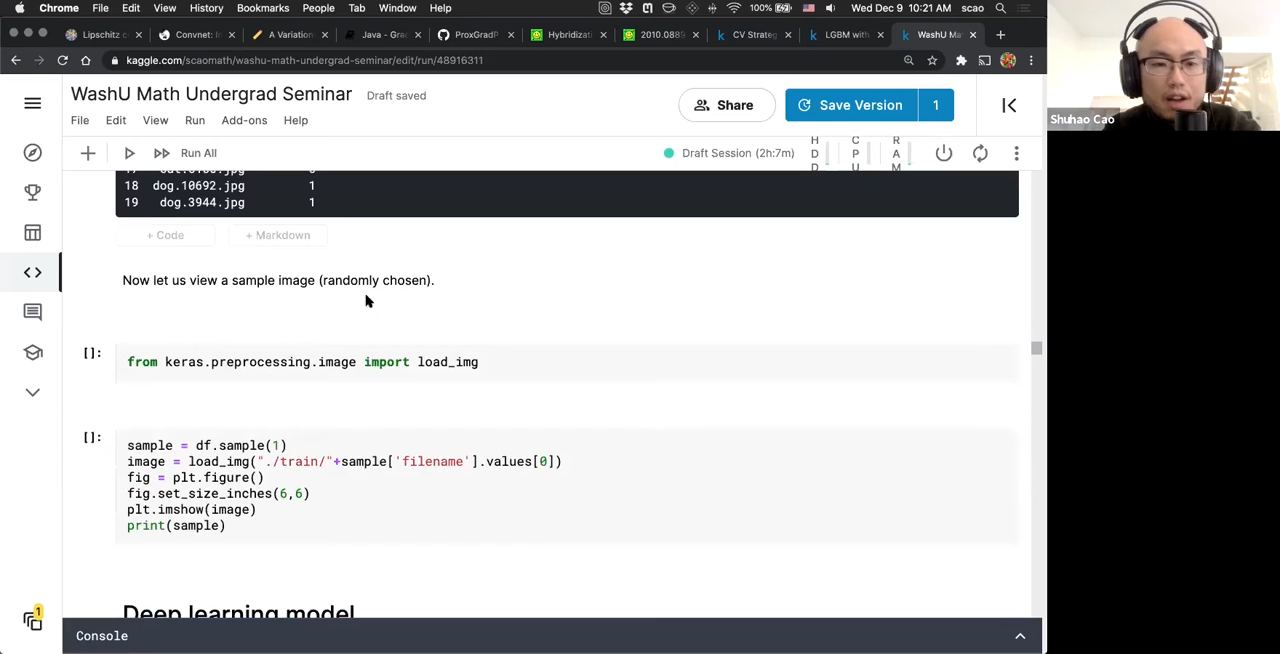 Chrome File Edit View History Bookmarks People Tab Window Help 100% Wed Dec 9 10:21 AM scao
Lipschitz c Convnet: I A Variation Java - Gra ProxGradP Hybridizati 2010.088 CV Strateg LGBM with WashU Ma
kaggle.com/scaomath/washu-math-undergrad-seminar/edit/run/48916311
WashU Math Undergrad Seminar Draft saved
Share Save Version 1
File Edit View Run Add-ons Help
Run All Draft Session (2h:7m) HDD CPU RAM
18 dog.10692.jpg 1
19 dog.3944.jpg 1
+ Code + Markdown
Now let us view a sample image (randomly chosen).
[]: from keras.preprocessing.image import load_img
[]: sample = df.sample(1)
image = load_img("./train/"+sample['filename'].values[0])
fig = plt.figure()
fig.set_size_inches(6,6)
plt.imshow(image)
print(sample)
Deep learning model
1
Console
Shuhao Cao